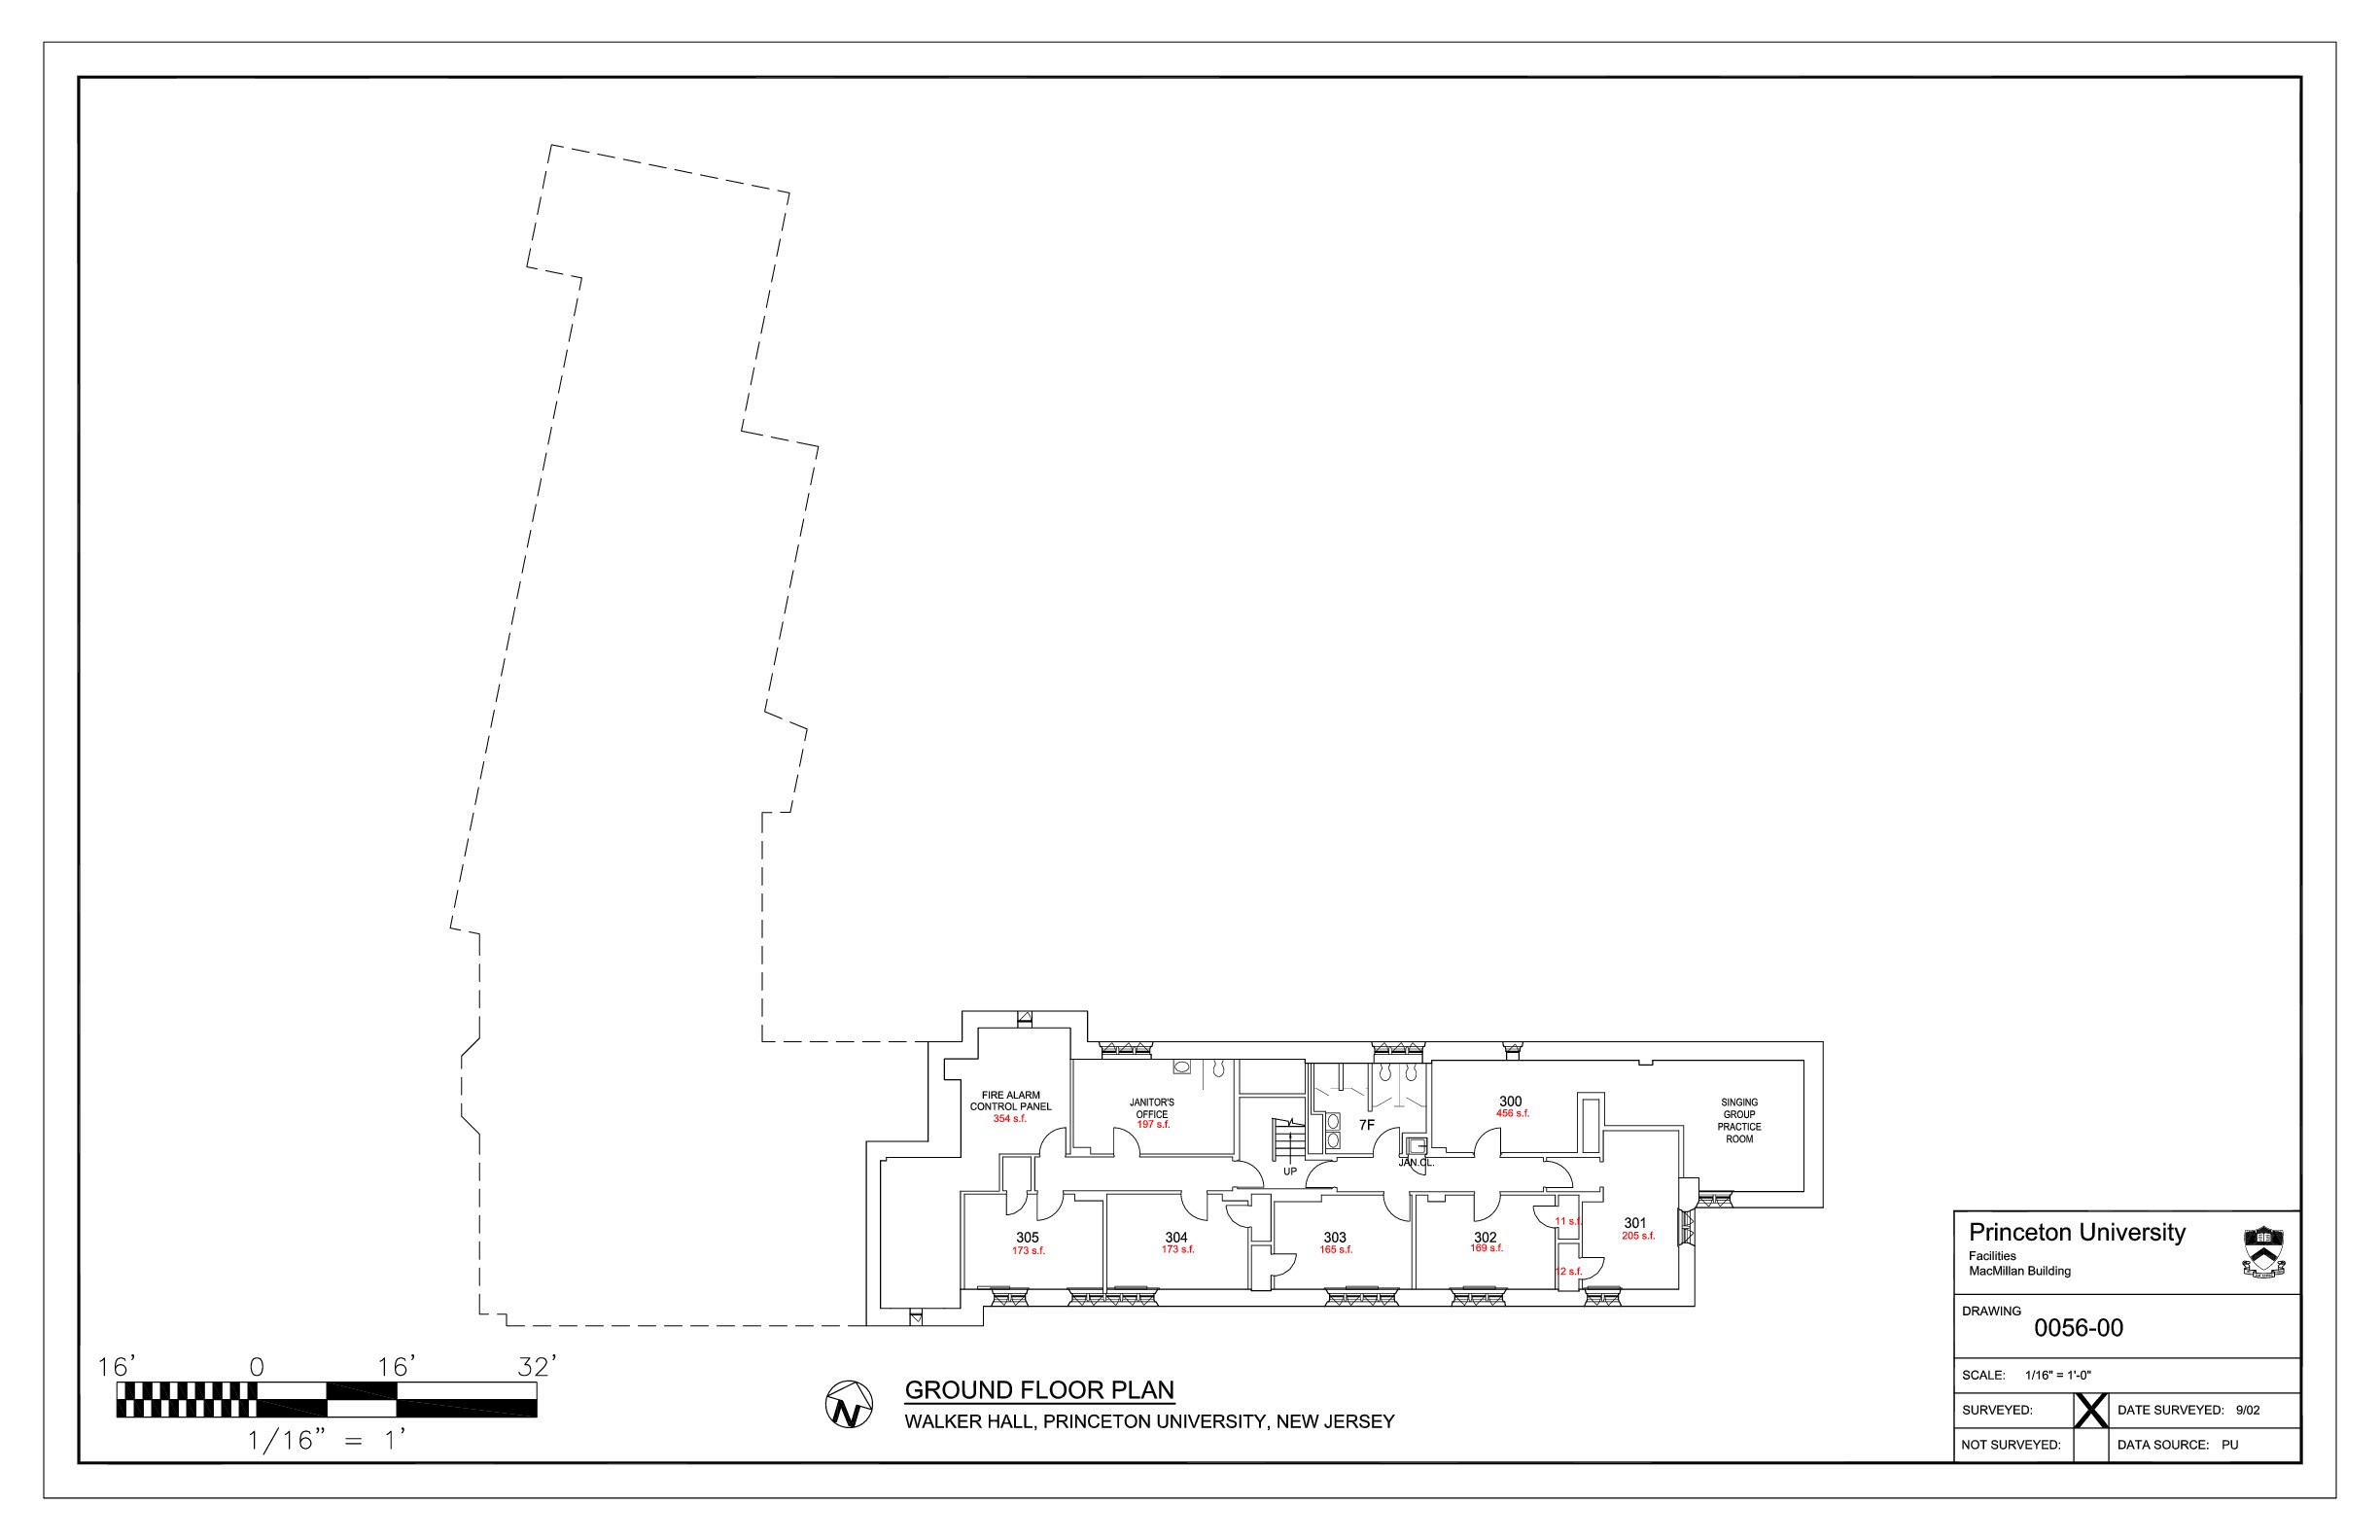 FIRE ALARM
CONTROL PANEL
354 s.f.
JANITOR'S
OFFICE
197 s.f.
UP
7F
JAN.CL.
300
456 s.f.
SINGING
GROUP
PRACTICE
ROOM
305
173 s.f.
304
173 s.f.
303
165 s.f.
302
169 s.f.
11 s.f.
12 s.f.
301
205 s.f.
16' 0 16' 32'
1/16" = 1'
N
GROUND FLOOR PLAN
WALKER HALL, PRINCETON UNIVERSITY, NEW JERSEY
Princeton University
Facilities
MacMillan Building
DRAWING
0056-00
SCALE: 1/16" = 1'-0"
SURVEYED: X DATE SURVEYED: 9/02
NOT SURVEYED: DATA SOURCE: PU